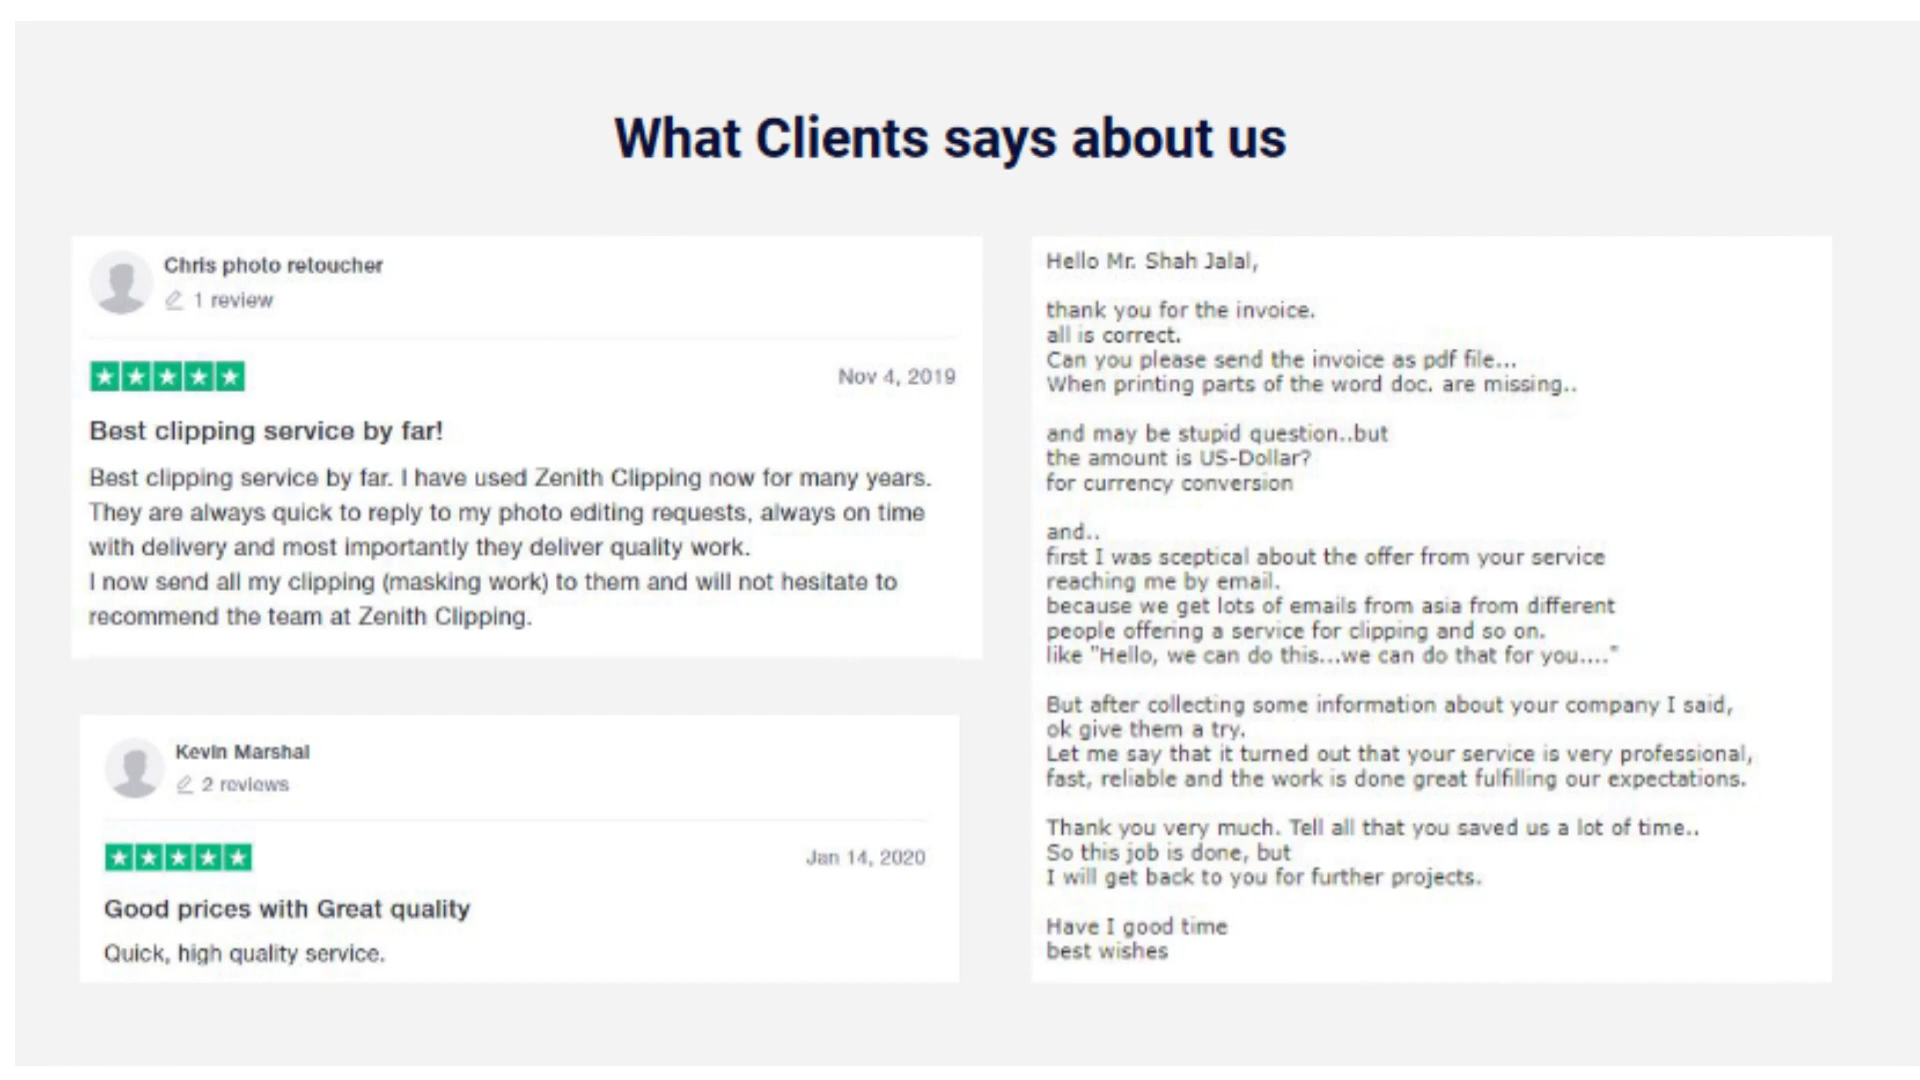 What Clients says about us
Chris photo retoucher
1 review
Nov 4, 2019
Best clipping service by far!
Best clipping service by far. I have used Zenith Clipping now for many years.
They are always quick to reply to my photo editing requests, always on time
with delivery and most importantly they deliver quality work.
I now send all my clipping (masking work) to them and will not hesitate to
recommend the team at Zenith Clipping.
Kevin Marshal
2 reviews
Jan 14, 2020
Good prices with Great quality
Quick, high quality service.
Hello Mr. Shah Jalal,
thank you for the invoice.
all is correct.
Can you please send the invoice as pdf file...
When printing parts of the word doc. are missing..
and may be stupid question..but
the amount is US-Dollar?
for currency conversion
and..
first I was sceptical about the offer from your service
reaching me by email.
because we get lots of emails from asia from different
people offering a service for clipping and so on.
like "Hello, we can do this...we can do that for you...."
But after collecting some information about your company I said,
ok give them a try.
Let me say that it turned out that your service is very professional,
fast, reliable and the work is done great fulfilling our expectations.
Thank you very much. Tell all that you saved us a lot of time..
So this job is done, but
I will get back to you for further projects.
Have I good time
best wishes